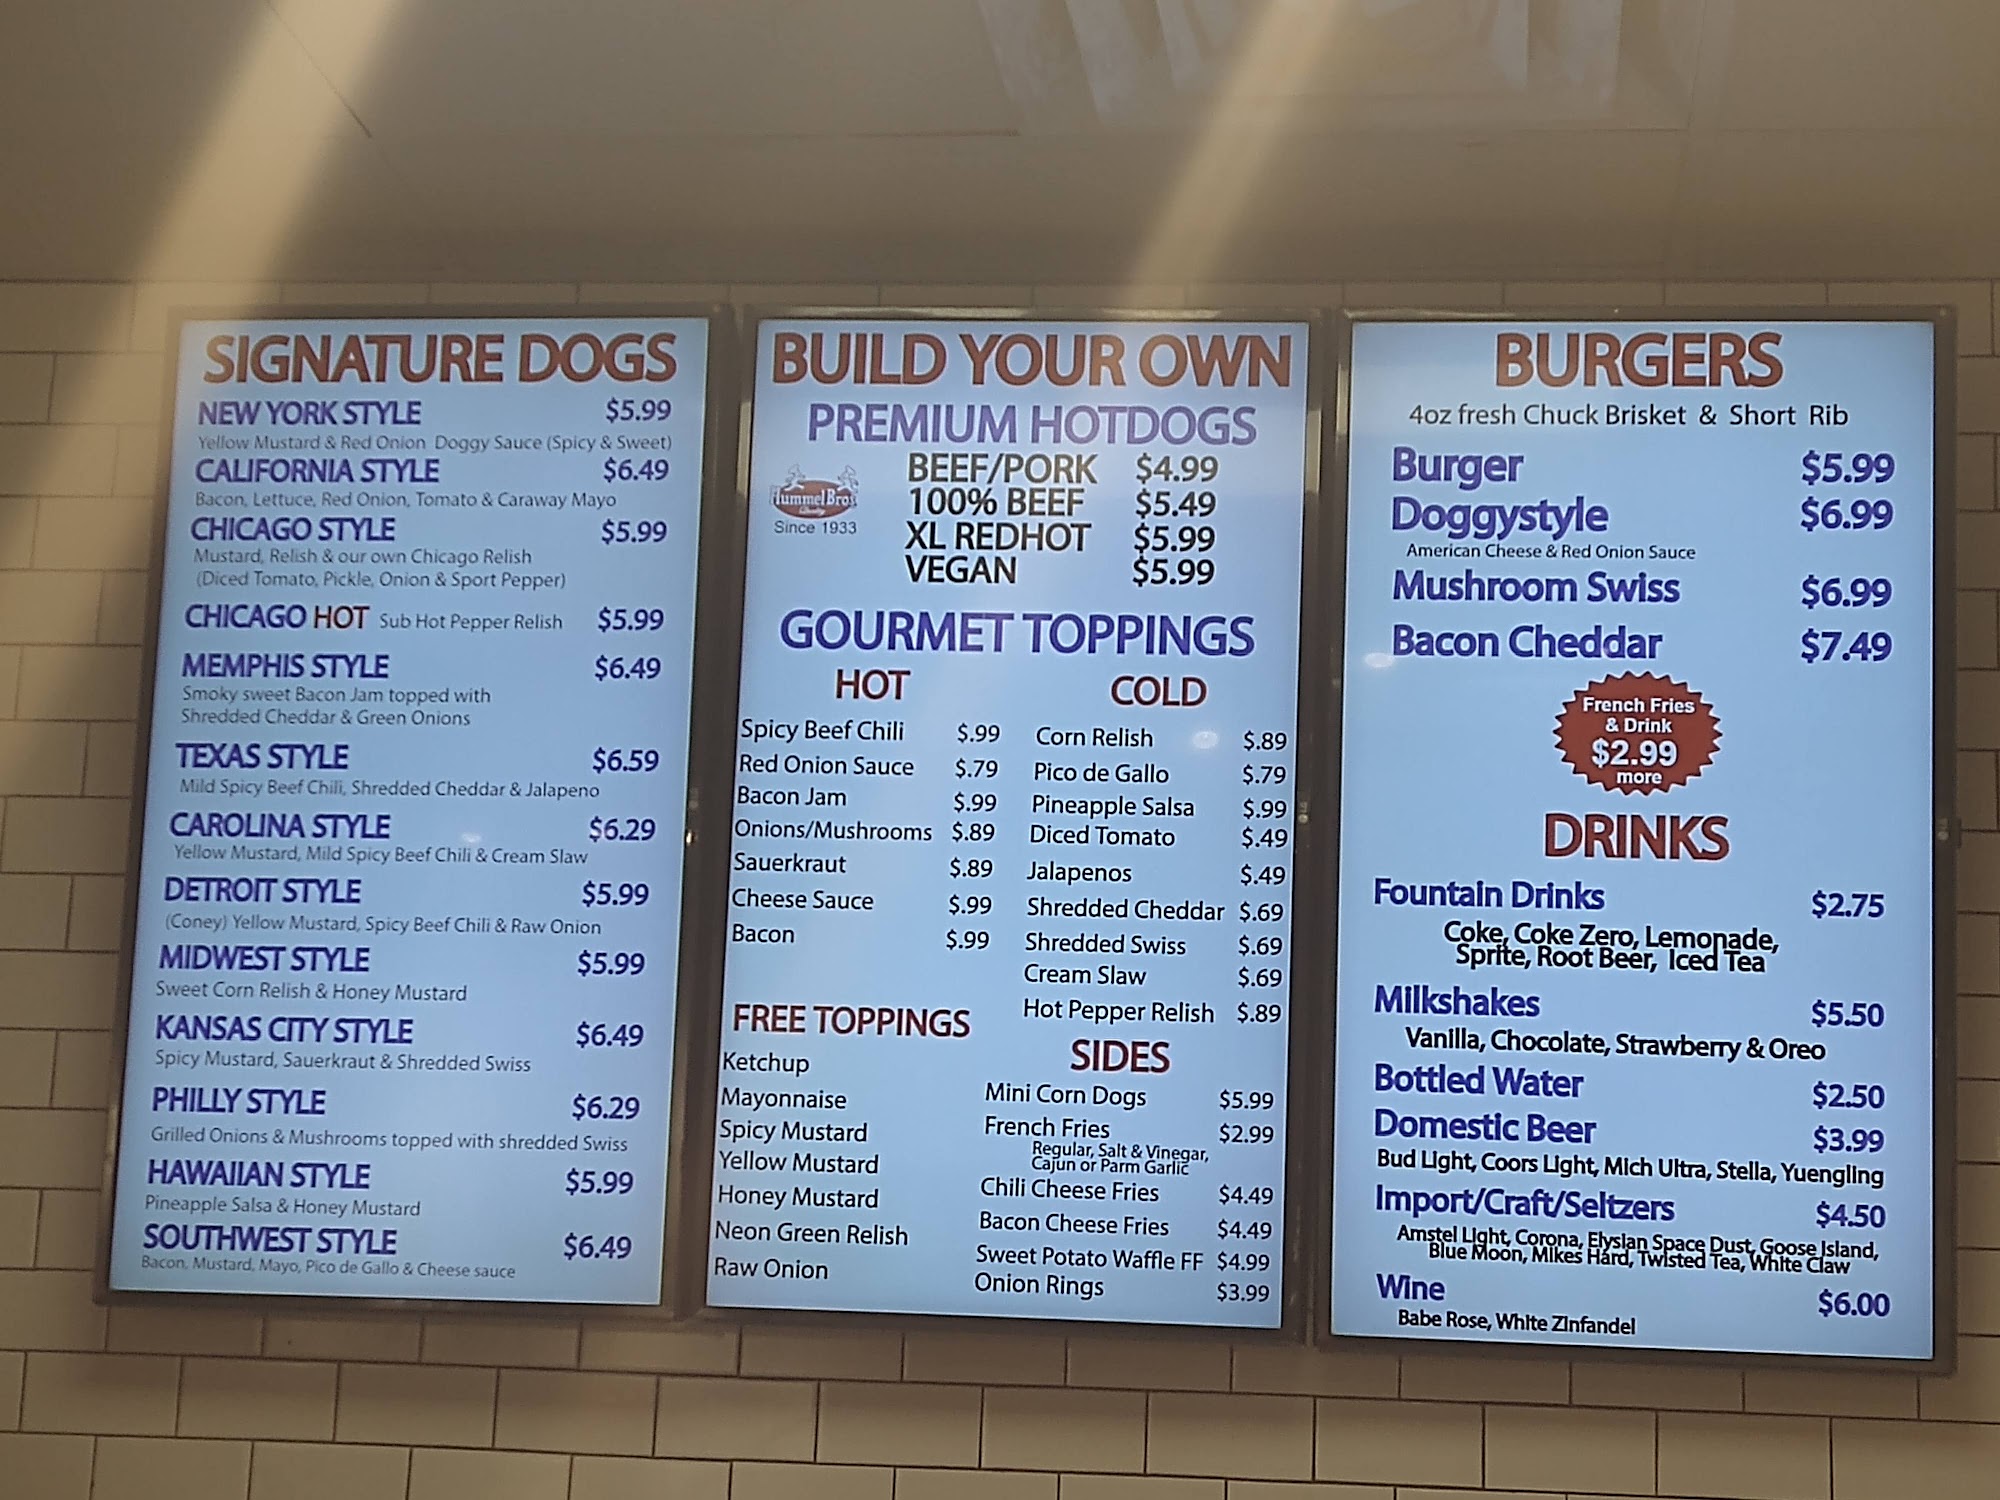 SIGNATURE DOGS
NEW YORK STYLE $5.99
Yellow Mustard & Red Onion Doggy Sauce (Spicy & Sweet)
CALIFORNIA STYLE $6.49
Bacon, Lettuce, Red Onion, Tomato & Caraway Mayo
CHICAGO STYLE $5.99
Mustard, Relish & our own Chicago Relish
(Diced Tomato, Pickle, Onion & Sport Pepper)
CHICAGO HOT Sub Hot Pepper Relish $5.99
MEMPHIS STYLE $6.49
Smoky sweet Bacon Jam topped with
Shredded Cheddar & Green Onions
TEXAS STYLE $6.59
Mild Spicy Beef Chili, Shredded Cheddar & Jalapeno
CAROLINA STYLE $6.29
Yellow Mustard, Mild Spicy Beef Chili & Cream Slaw
DETROIT STYLE $5.99
(Coney) Yellow Mustard, Spicy Beef Chili & Raw Onion
MIDWEST STYLE $5.99
Sweet Corn Relish & Honey Mustard
KANSAS CITY STYLE $6.49
Spicy Mustard, Sauerkraut & Shredded Swiss
PHILLY STYLE $6.29
Grilled Onions & Mushrooms topped with shredded Swiss
HAWAIIAN STYLE $5.99
Pineapple Salsa & Honey Mustard
SOUTHWEST STYLE $6.49
Bacon, Mustard, Mayo, Pico de Gallo & Cheese sauce
BUILD YOUR OWN
PREMIUM HOTDOGS
Hummel Bros
Since 1933
BEEF/PORK $4.99
100% BEEF $5.49
XL REDHOT $5.99
VEGAN $5.99
GOURMET TOPPINGS
HOT
Spicy Beef Chili $.99
Red Onion Sauce $.79
Bacon Jam $.99
Onions/Mushrooms $.89
Sauerkraut $.89
Cheese Sauce $.99
Bacon $.99
COLD
Corn Relish $.89
Pico de Gallo $.79
Pineapple Salsa $.99
Diced Tomato $.49
Jalapenos $.49
Shredded Cheddar $.69
Shredded Swiss $.69
Cream Slaw $.69
Hot Pepper Relish $.89
FREE TOPPINGS
Ketchup
Mayonnaise
Spicy Mustard
Yellow Mustard
Honey Mustard
Neon Green Relish
Raw Onion
SIDES
Mini Corn Dogs $5.99
French Fries $2.99
Regular, Salt & Vinegar,
Cajun or Parm Garlic
Chili Cheese Fries $4.49
Bacon Cheese Fries $4.49
Sweet Potato Waffle FF $4.99
Onion Rings $3.99
BURGERS
4oz fresh Chuck Brisket & Short Rib
Burger $5.99
Doggystyle $6.99
American Cheese & Red Onion Sauce
Mushroom Swiss $6.99
Bacon Cheddar $7.49
French Fries
& Drink
$2.99
more
DRINKS
Fountain Drinks $2.75
Coke, Coke Zero, Lemonade,
Sprite, Root Beer, Iced Tea
Milkshakes $5.50
Vanilla, Chocolate, Strawberry & Oreo
Bottled Water $2.50
Domestic Beer $3.99
Bud Light, Coors Light, Mich Ultra, Stella, Yuengling
Import/Craft/Seltzers $4.50
Amstel Light, Corona, Elysian Space Dust, Goose Island,
Blue Moon, Mikes Hard, Twisted Tea, White Claw
Wine $6.00
Babe Rose, White Zinfandel